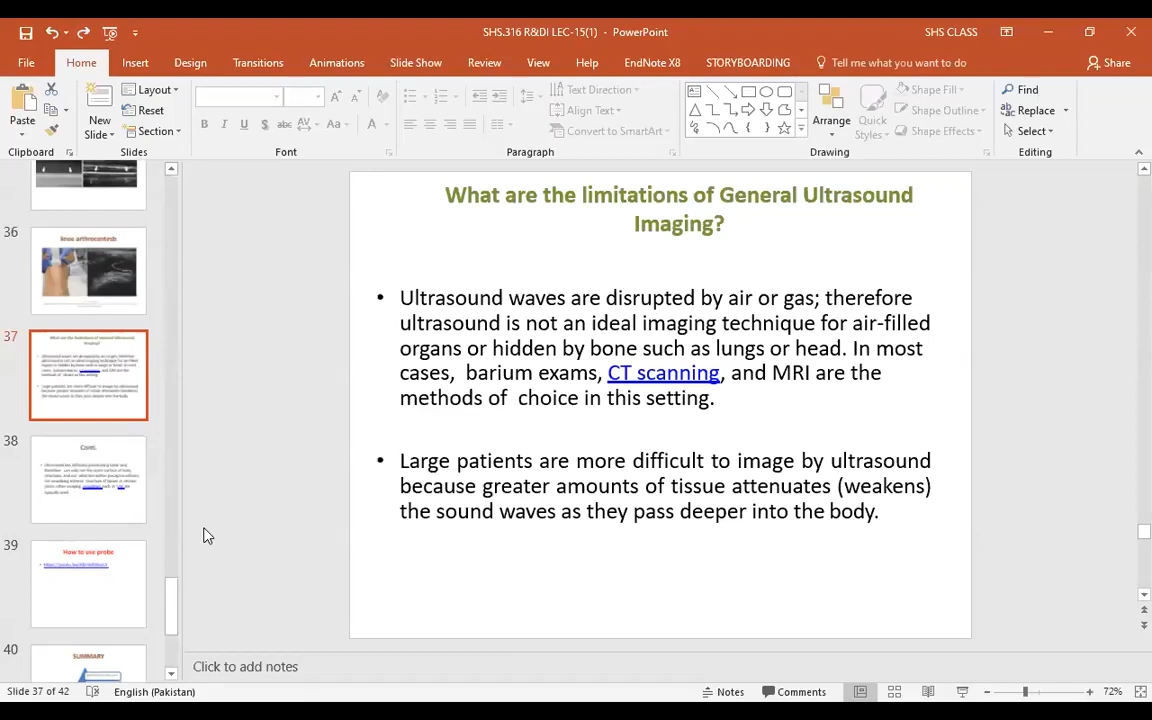 SHS.316 R&DI LEC-15(1) - PowerPoint
SHS CLASS
File Home Insert Design Transitions Animations Slide Show Review View Help EndNote X8 STORYBOARDING Tell me what you want to do Share
Paste
New Slide
Layout
Reset
Section
B I U S abc AV Aa A
Text Direction
Align Text
Convert to SmartArt
Arrange
Quick Styles
Shape Fill
Shape Outline
Shape Effects
Find
Replace
Select
Clipboard Slides Font Paragraph Drawing Editing
36
knee arthrocentesis
37
38
Cont.
39
How to use probe
40
SUMMARY
What are the limitations of General Ultrasound
Imaging?
• Ultrasound waves are disrupted by air or gas; therefore
ultrasound is not an ideal imaging technique for air-filled
organs or hidden by bone such as lungs or head. In most
cases, barium exams, CT scanning, and MRI are the
methods of choice in this setting.
• Large patients are more difficult to image by ultrasound
because greater amounts of tissue attenuates (weakens)
the sound waves as they pass deeper into the body.
Click to add notes
Slide 37 of 42 English (Pakistan) Notes Comments 72%